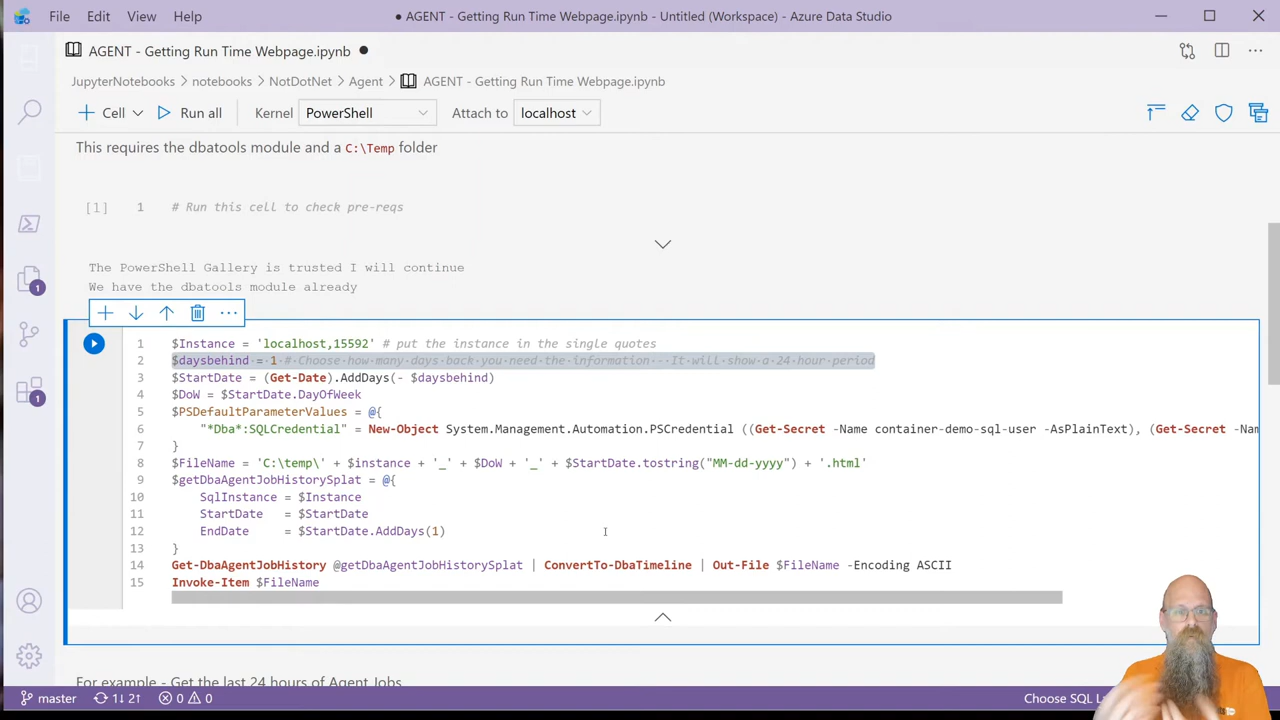 File Edit View Help ● AGENT - Getting Run Time Webpage.ipynb - Untitled (Workspace) - Azure Data Studio
AGENT - Getting Run Time Webpage.ipynb ●
JupyterNotebooks > notebooks > NotDotNet > Agent > AGENT - Getting Run Time Webpage.ipynb
Cell Run all Kernel PowerShell Attach to localhost
This requires the dbatools module and a C:\Temp folder
[1] 1 # Run this cell to check pre-reqs
The PowerShell Gallery is trusted I will continue
We have the dbatools module already
1 $Instance = 'localhost,15592' # put the instance in the single quotes
2 $daysbehind = 1 # Choose how many days back you need the information - It will show a 24 hour period
3 $StartDate = (Get-Date).AddDays(- $daysbehind)
4 $DoW = $StartDate.DayOfWeek
5 $PSDefaultParameterValues = @{
6 "*Dba*:SQLCredential" = New-Object System.Management.Automation.PSCredential ((Get-Secret -Name container-demo-sql-user -AsPlainText), (Get-Secret -Nam
7 }
8 $FileName = 'C:\temp\' + $instance + '_' + $DoW + '_' + $StartDate.tostring("MM-dd-yyyy") + '.html'
9 $getDbaAgentJobHistorySplat = @{
10 SqlInstance = $Instance
11 StartDate = $StartDate
12 EndDate = $StartDate.AddDays(1)
13 }
14 Get-DbaAgentJobHistory @getDbaAgentJobHistorySplat | ConvertTo-DbaTimeline | Out-File $FileName -Encoding ASCII
15 Invoke-Item $FileName
For example - Get the last 24 hours of Agent Jobs
master 1↓ 2↑ 0 0 Choose SQL
1
1